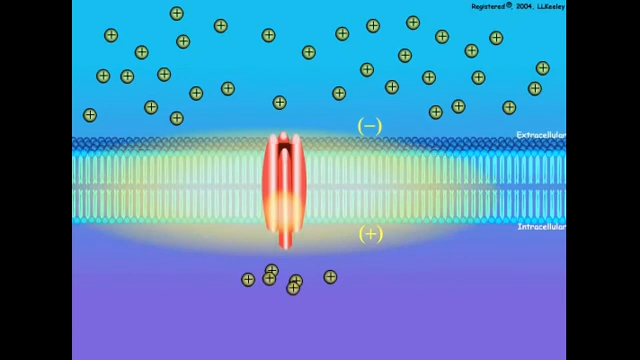 Registered ®, 2004, LLKeeley
(−)
Extracellular
(+)
Intracellular